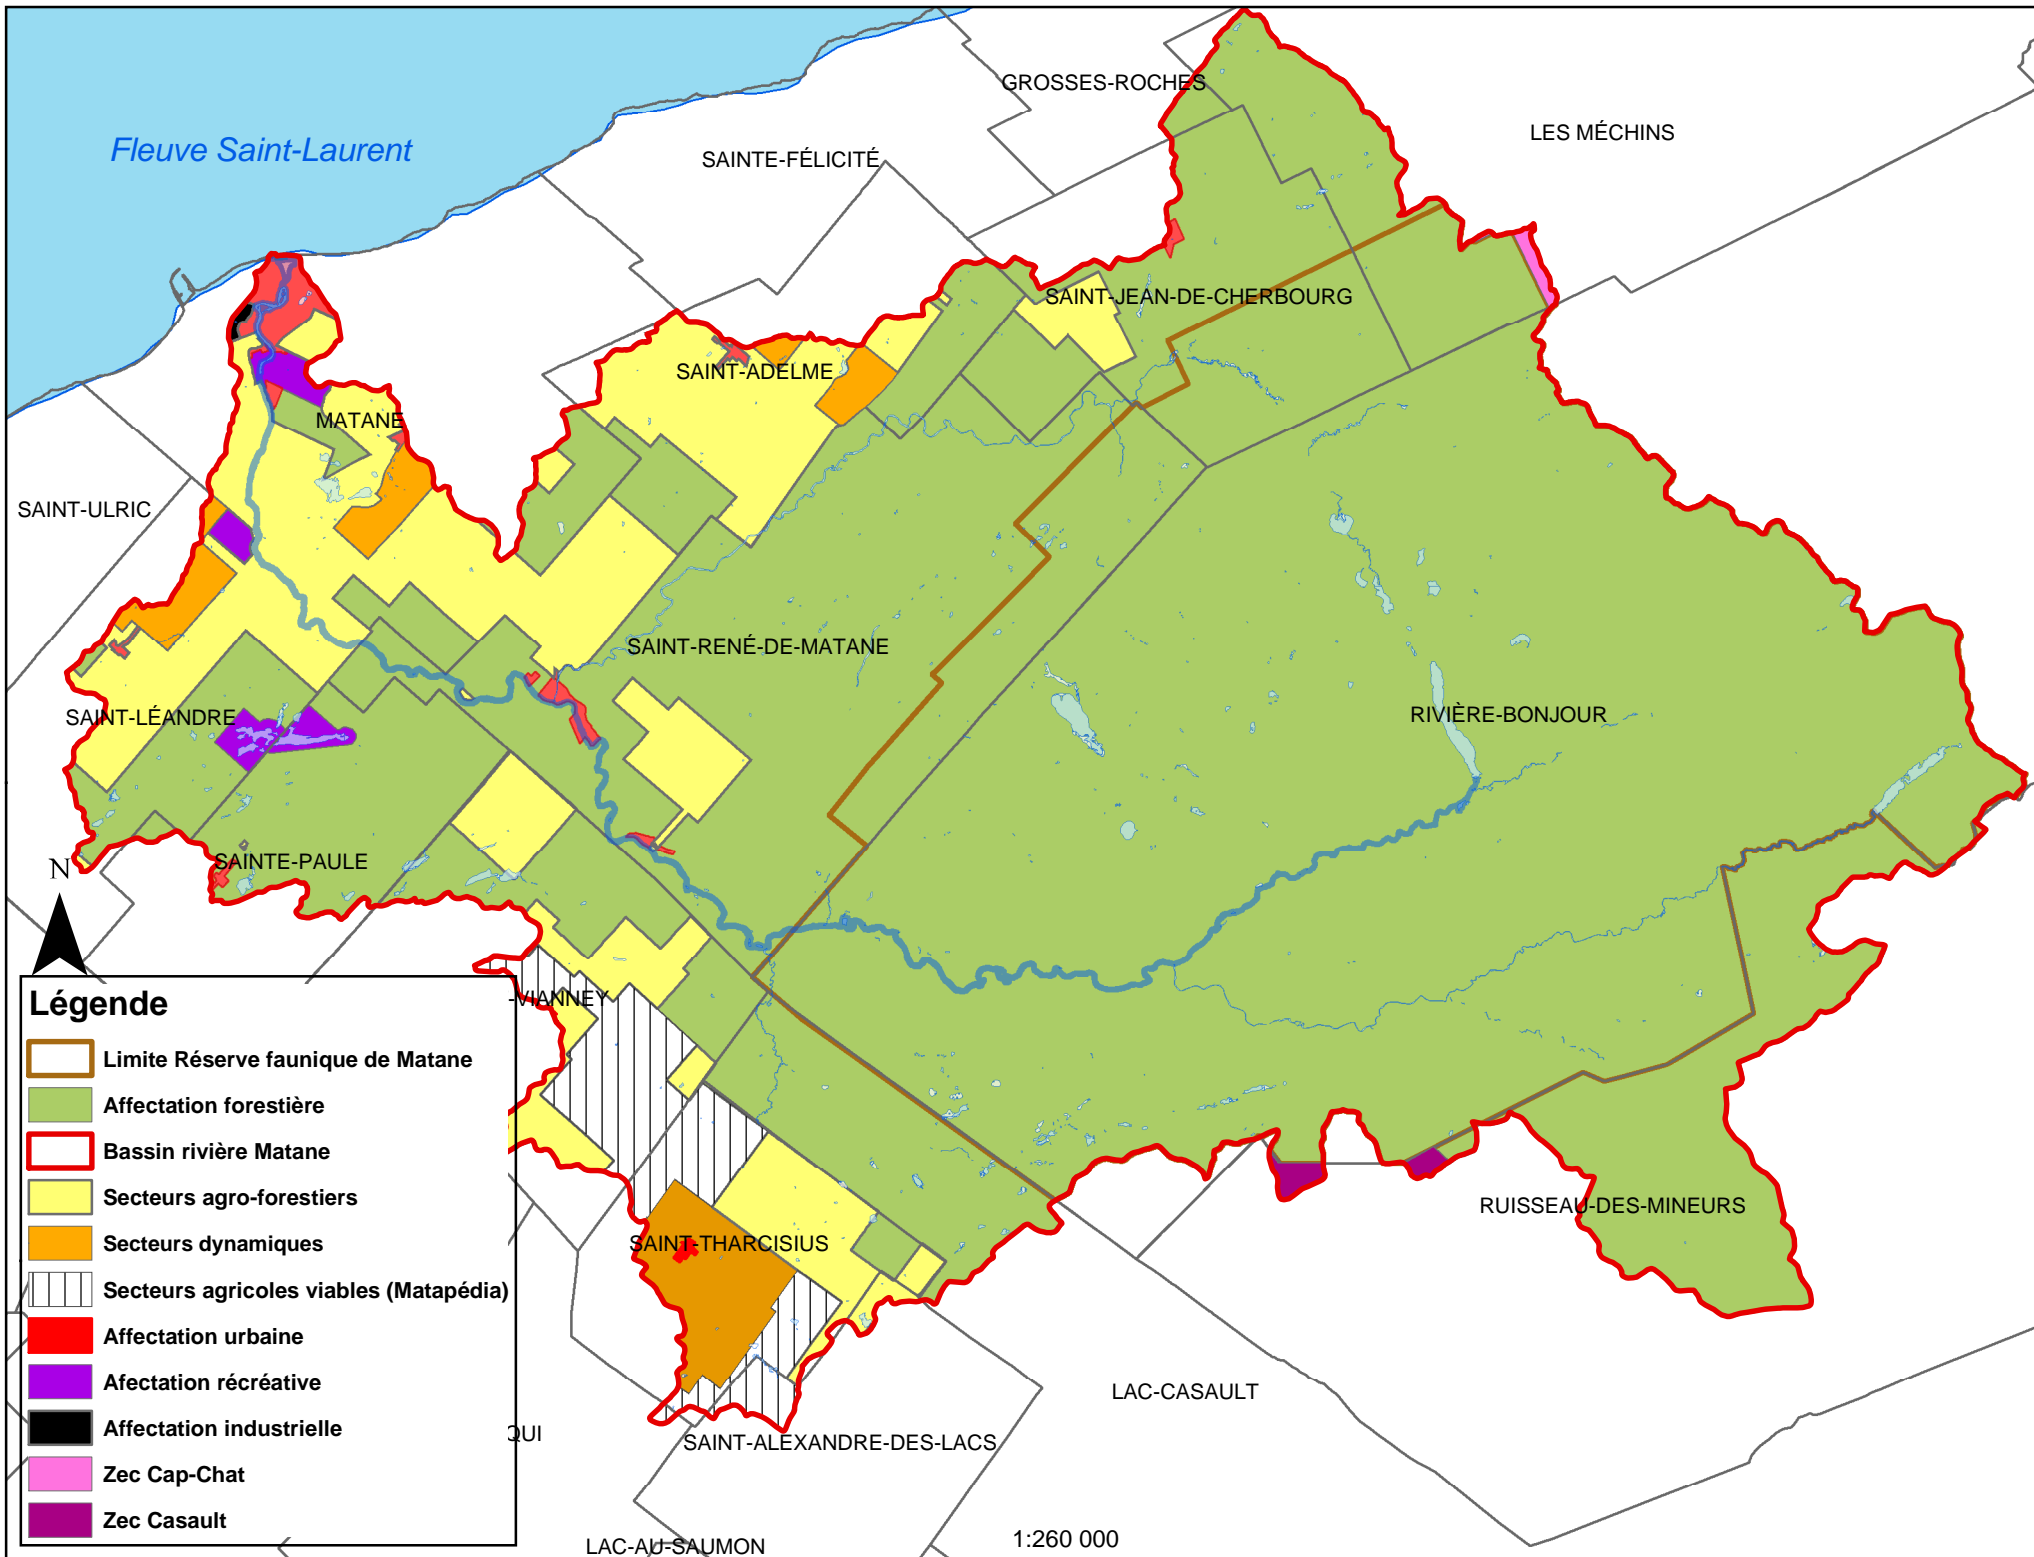 GROSSES-ROCHES
LES MÉCHINS
Fleuve Saint-Laurent
SAINTE-FÉLICITÉ
SAINT-JEAN-DE-CHERBOURG
SAINT-ADELME
MATANE
SAINT-ULRIC
SAINT-RENÉ-DE-MATANE
SAINT-LÉANDRE
RIVIÈRE-BONJOUR
SAINTE-PAULE
N
-VIANNEY
Légende
Limite Réserve faunique de Matane
Affectation forestière
Bassin rivière Matane
Secteurs agro-forestiers
Secteurs dynamiques
Secteurs agricoles viables (Matapédia)
Affectation urbaine
Afectation récréative
Affectation industrielle
Zec Cap-Chat
Zec Casault
RUISSEAU-DES-MINEURS
SAINT-THARCISIUS
LAC-CASAULT
QUI
SAINT-ALEXANDRE-DES-LACS
1:260 000
LAC-AU-SAUMON